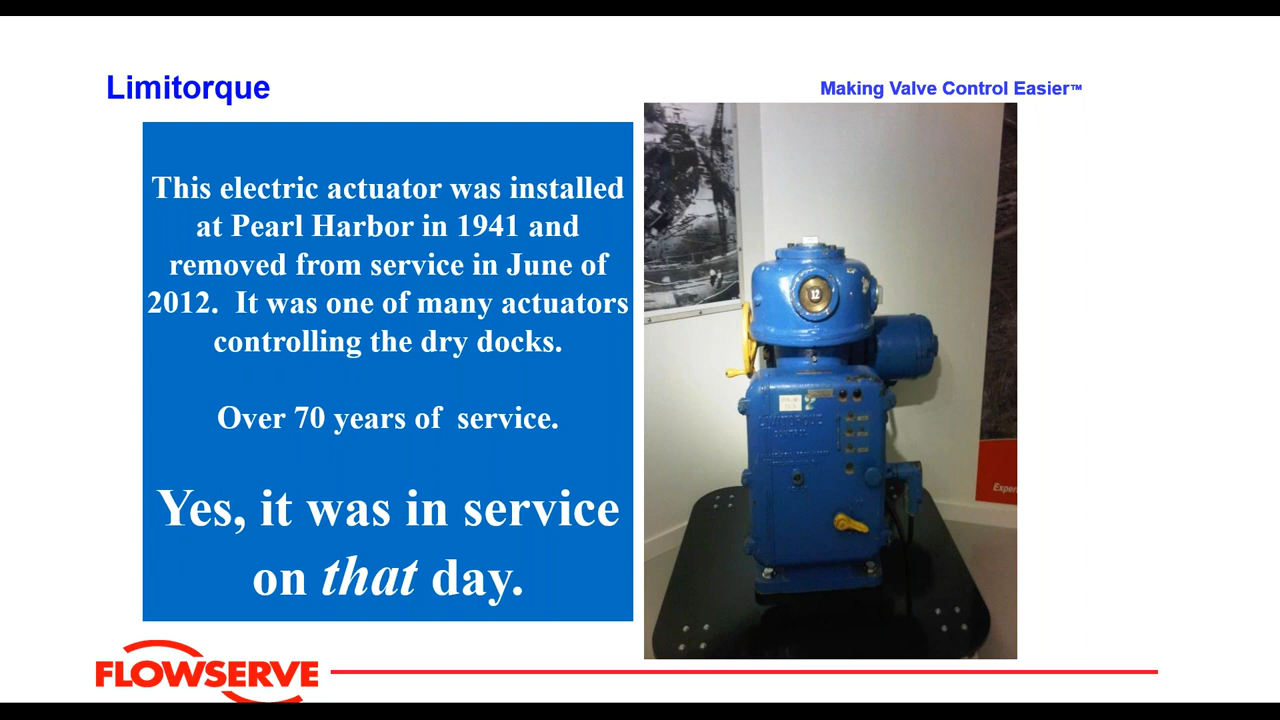 Limitorque
Making Valve Control Easier™
This electric actuator was installed
at Pearl Harbor in 1941 and
removed from service in June of
2012.  It was one of many actuators
controlling the dry docks.
Over 70 years of  service.
Yes, it was in service
on that day.
12
Exper
FLOWSERVE